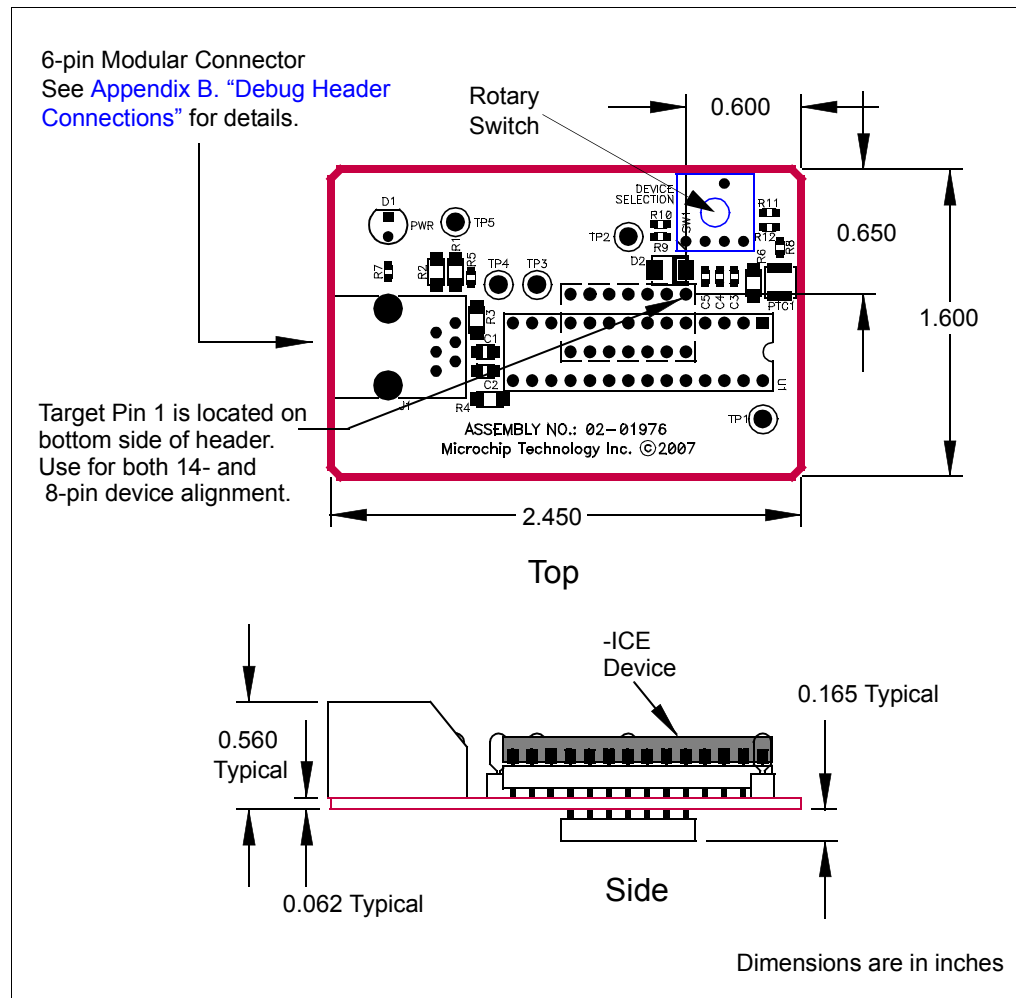 6-pin Modular Connector
See Appendix B. “Debug Header
Connections” for details.
Rotary
Switch
0.600
0.650
1.600
2.450
DEVICE
SELECTION
SW1
D1
PWR
TP5
TP2
R10
R9
R11
R12
R8
R6
D2
R1
R2
R5
R7
TP4
TP3
C5
C4
C3
PTC1
R3
C1
C2
R4
J1
U1
TP1
ASSEMBLY NO.: 02-01976
Microchip Technology Inc. ©2007
Target Pin 1 is located on
bottom side of header.
Use for both 14- and
8-pin device alignment.
Top
-ICE
Device
0.165 Typical
0.560
Typical
0.062 Typical
Side
Dimensions are in inches